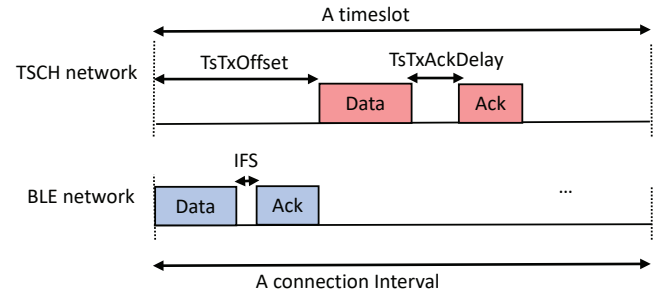 A timeslot
TSCH network
TsTxOffset
TsTxAckDelay
Data
Ack
IFS
BLE network
Data
Ack
...
A connection Interval